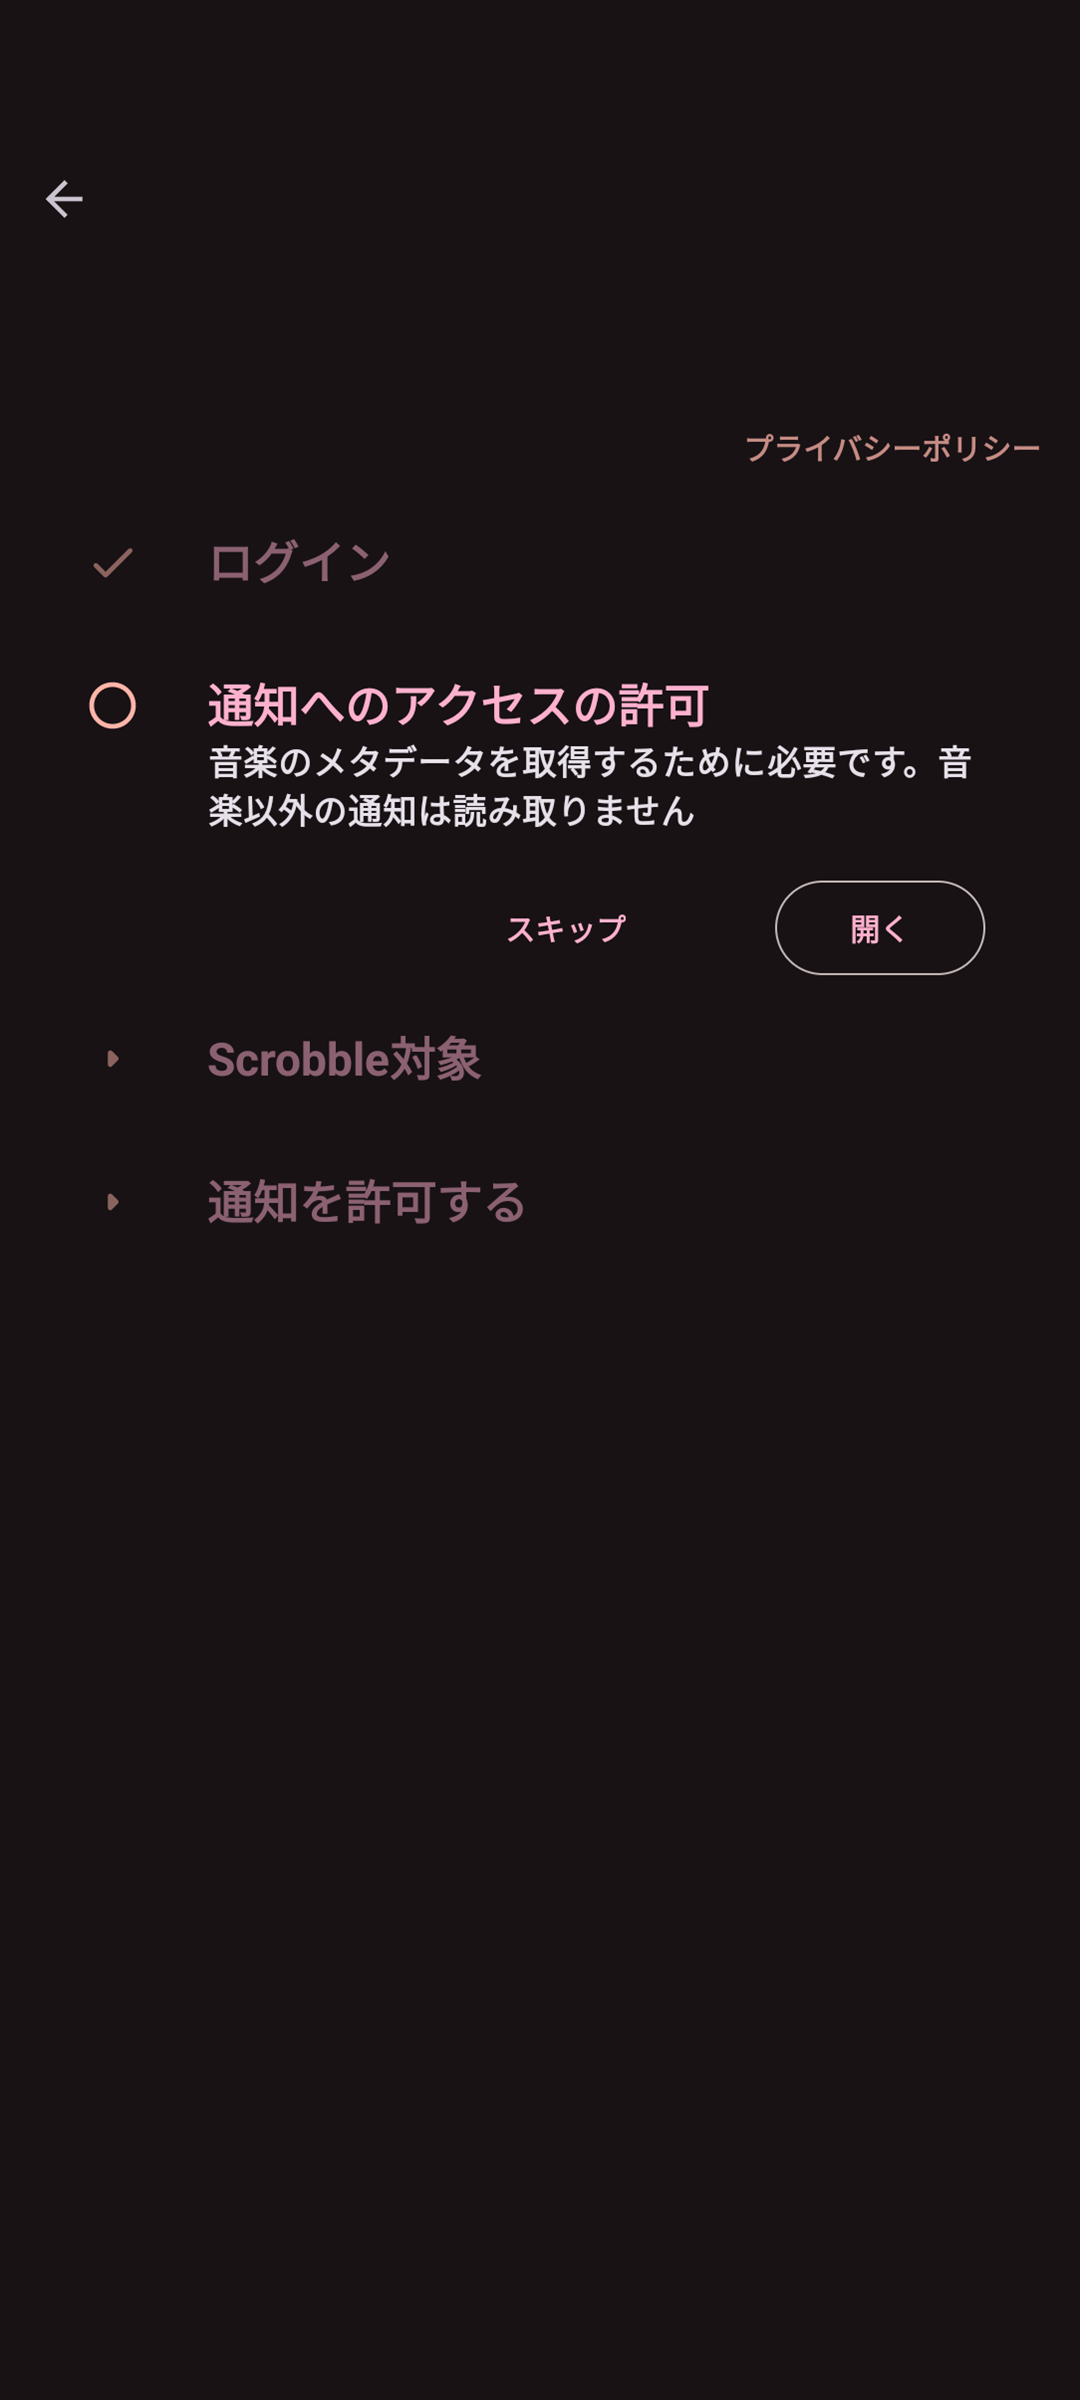 プライバシーポリシー
ログイン
通知へのアクセスの許可
音楽のメタデータを取得するために必要です。音
楽以外の通知は読み取りません
スキップ
開く
Scrobble対象
通知を許可する